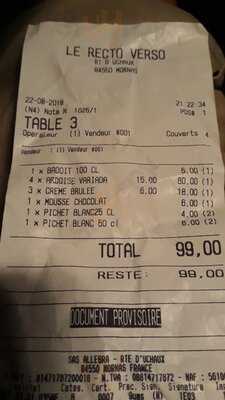 LE RECTO VERSO
RT D'UCHAUX
84550 MORNAS
22-08-2018 21:22:34
(N4) Nota N 1026/1 POS# 1
TABLE 3
Operateur (1) Vendeur #001 Couverts 4
Vendeur : (1) Vendeur #001
1 x BADOIT 100 CL 5,00 (1)
4 x ARDOISE VARIADA 15,00 60,00 (1)
3 x CREME BRULEE 6,00 18,00 (1)
1 x MOUSSE CHOCOLAT 6,00 (1)
1 x PICHET BLANC25 CL 4,00 (2)
1 x PICHET BLANC 50 cl 6,00 (2)
TOTAL 99,00
RESTE: 99,00
DOCUMENT PROVISOIRE
SAS ALLEGRA - RTE D'UCHAUX
84550 MORNAS FRANCE